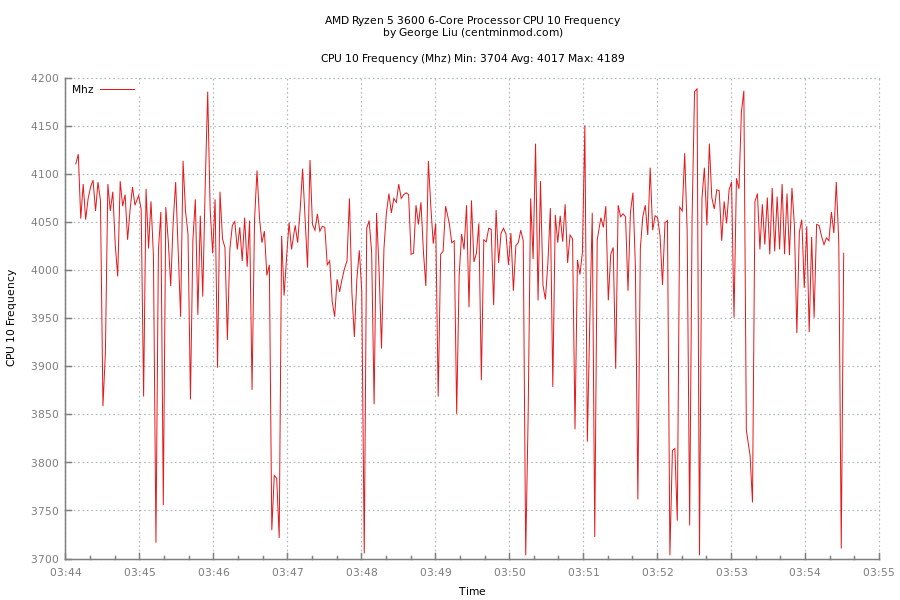 AMD Ryzen 5 3600 6-Core Processor CPU 10 Frequency
by George Liu (centminmod.com)
CPU 10 Frequency (Mhz) Min: 3704 Avg: 4017 Max: 4189
Mhz
4200
4150
4100
4050
4000
3950
3900
3850
3800
3750
3700
CPU 10 Frequency
03:44 03:45 03:46 03:47 03:48 03:49 03:50 03:51 03:52 03:53 03:54 03:55
Time